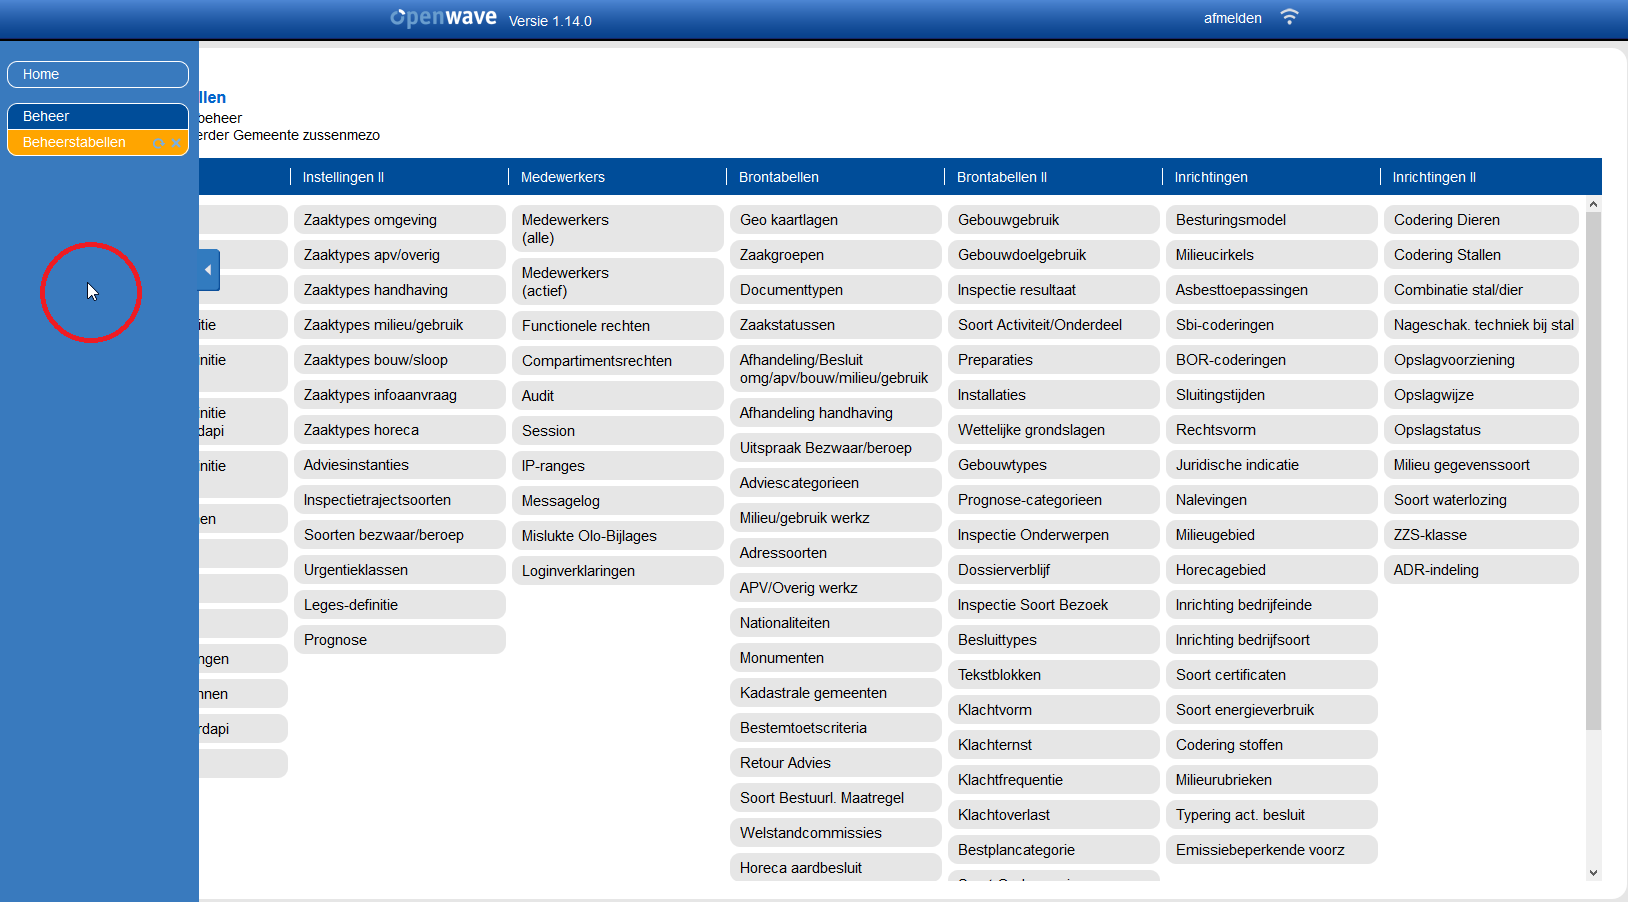 openwave Versie 1.14.0
afmelden
Home
Beheer
Beheerstabellen
llen
beheer
erder Gemeente zussenmezo
Instellingen II
Medewerkers
Brontabellen
Brontabellen II
Inrichtingen
Inrichtingen II
itie
nitie
nitie
dapi
nitie
en
ngen
nnen
rdapi
Zaaktypes omgeving
Zaaktypes apv/overig
Zaaktypes handhaving
Zaaktypes milieu/gebruik
Zaaktypes bouw/sloop
Zaaktypes infoaanvraag
Zaaktypes horeca
Adviesinstanties
Inspectietrajectsoorten
Soorten bezwaar/beroep
Urgentieklassen
Leges-definitie
Prognose
Medewerkers
(alle)
Medewerkers
(actief)
Functionele rechten
Compartimentsrechten
Audit
Session
IP-ranges
Messagelog
Mislukte Olo-Bijlages
Loginverklaringen
Geo kaartlagen
Zaakgroepen
Documenttypen
Zaakstatussen
Afhandeling/Besluit
omg/apv/bouw/milieu/gebruik
Afhandeling handhaving
Uitspraak Bezwaar/beroep
Adviescategorieen
Milieu/gebruik werkz
Adressoorten
APV/Overig werkz
Nationaliteiten
Monumenten
Kadastrale gemeenten
Bestemtoetscriteria
Retour Advies
Soort Bestuurl. Maatregel
Welstandcommissies
Horeca aardbesluit
Gebouwgebruik
Gebouwdoelgebruik
Inspectie resultaat
Soort Activiteit/Onderdeel
Preparaties
Installaties
Wettelijke grondslagen
Gebouwtypes
Prognose-categorieen
Inspectie Onderwerpen
Dossierverblijf
Inspectie Soort Bezoek
Besluittypes
Tekstblokken
Klachtvorm
Klachternst
Klachtfrequentie
Klachtoverlast
Bestplancategorie
Besturingsmodel
Milieucirkels
Asbesttoepassingen
Sbi-coderingen
BOR-coderingen
Sluitingstijden
Rechtsvorm
Juridische indicatie
Nalevingen
Milieugebied
Horecagebied
Inrichting bedrijfeinde
Inrichting bedrijfsoort
Soort certificaten
Soort energieverbruik
Codering stoffen
Milieurubrieken
Typering act. besluit
Emissiebeperkende voorz
Codering Dieren
Codering Stallen
Combinatie stal/dier
Nageschak. techniek bij stal
Opslagvoorziening
Opslagwijze
Opslagstatus
Milieu gegevenssoort
Soort waterlozing
ZZS-klasse
ADR-indeling